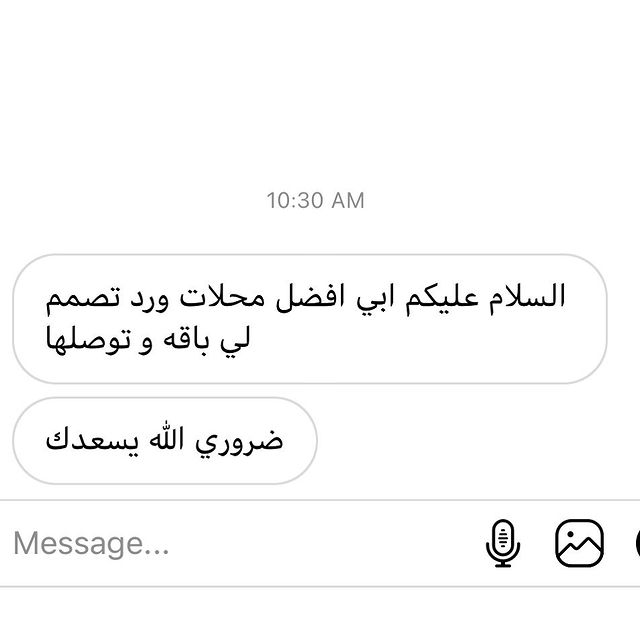 10:30 AM
السلام عليكم ابي افضل محلات ورد تصمم
لي باقه و توصلها
ضروري الله يسعدك
Message...